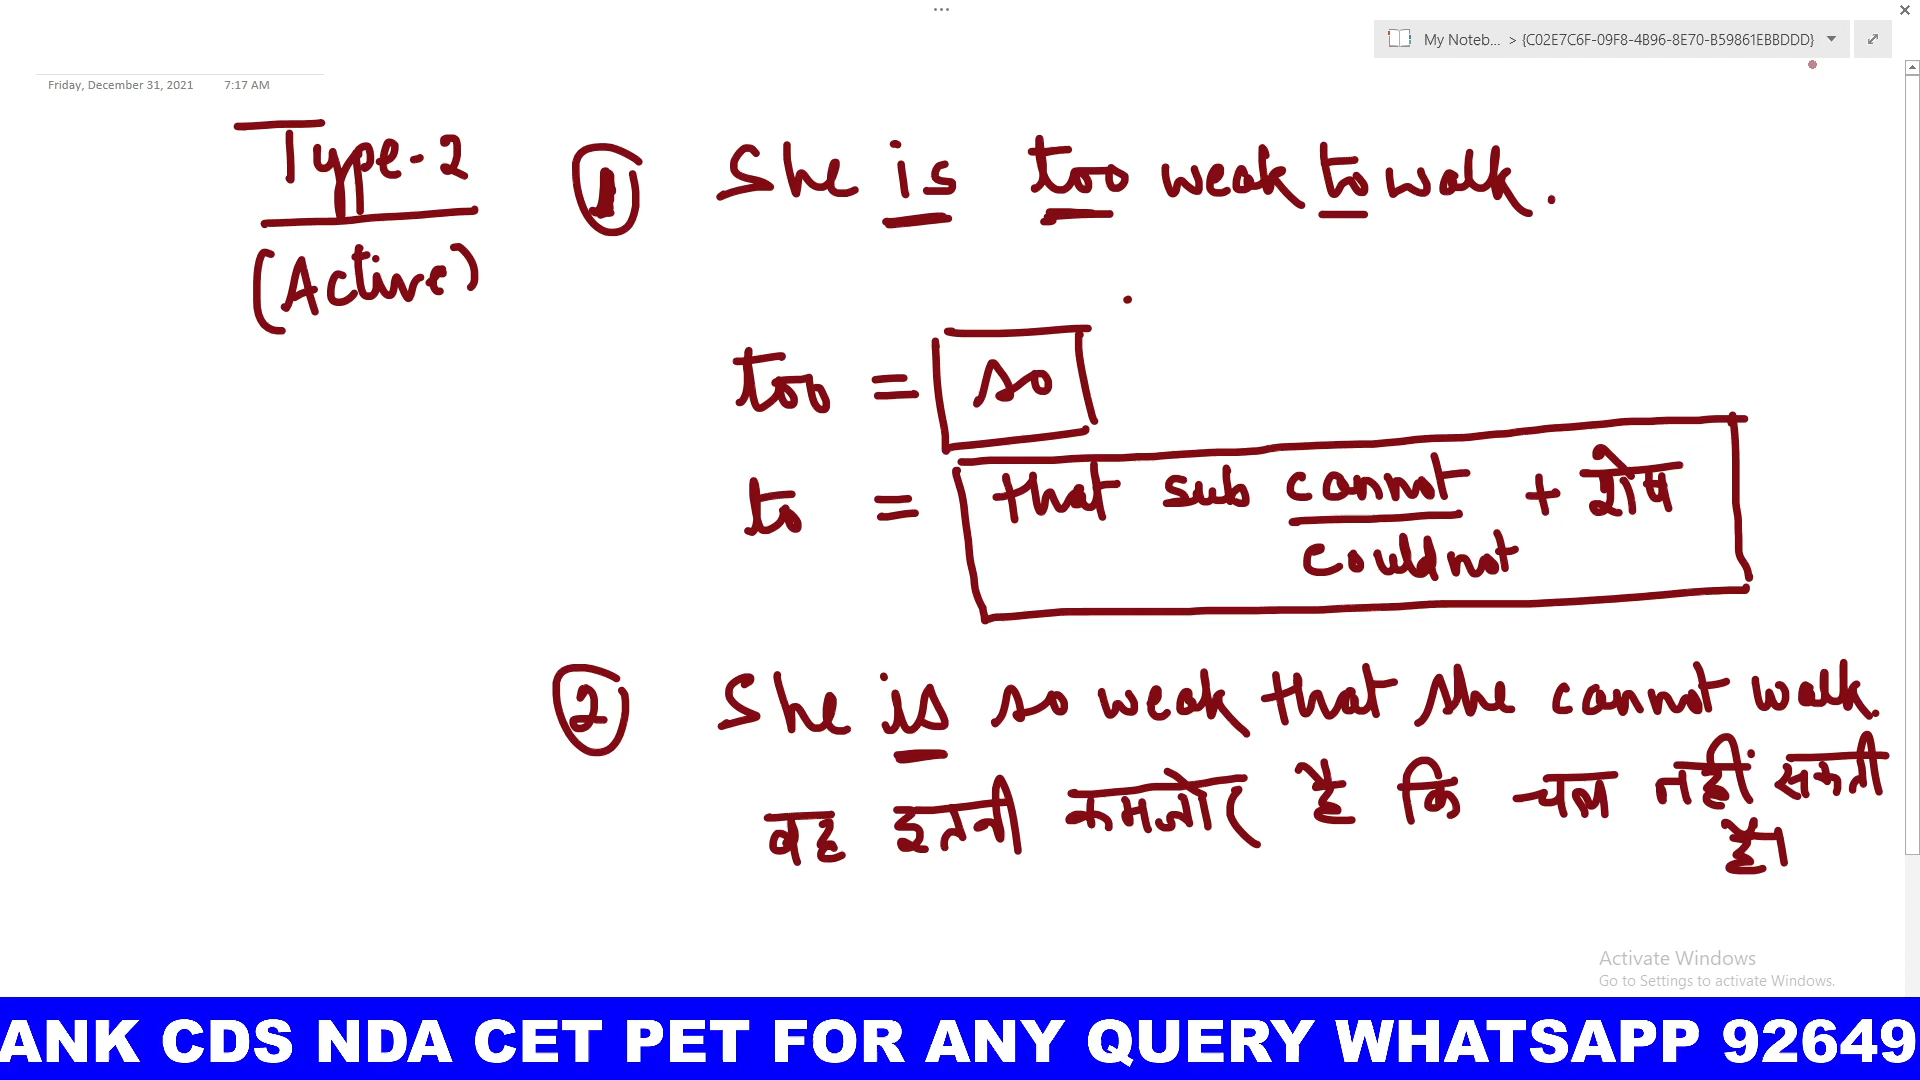 My Noteb... > {C02E7C6F-09F8-4B96-8E70-B59861EBBDDD}
Friday, December 31, 2021 7:17 AM
Type-2
(Active)
1 She is too weak to walk.
too = so
to = that sub cannot + शेष
could not
2 She is so weak that she cannot walk.
वह इतनी कमजोर है कि चल नहीं सकती
है।
Activate Windows
Go to Settings to activate Windows.
ANK CDS NDA CET PET FOR ANY QUERY WHATSAPP 92649